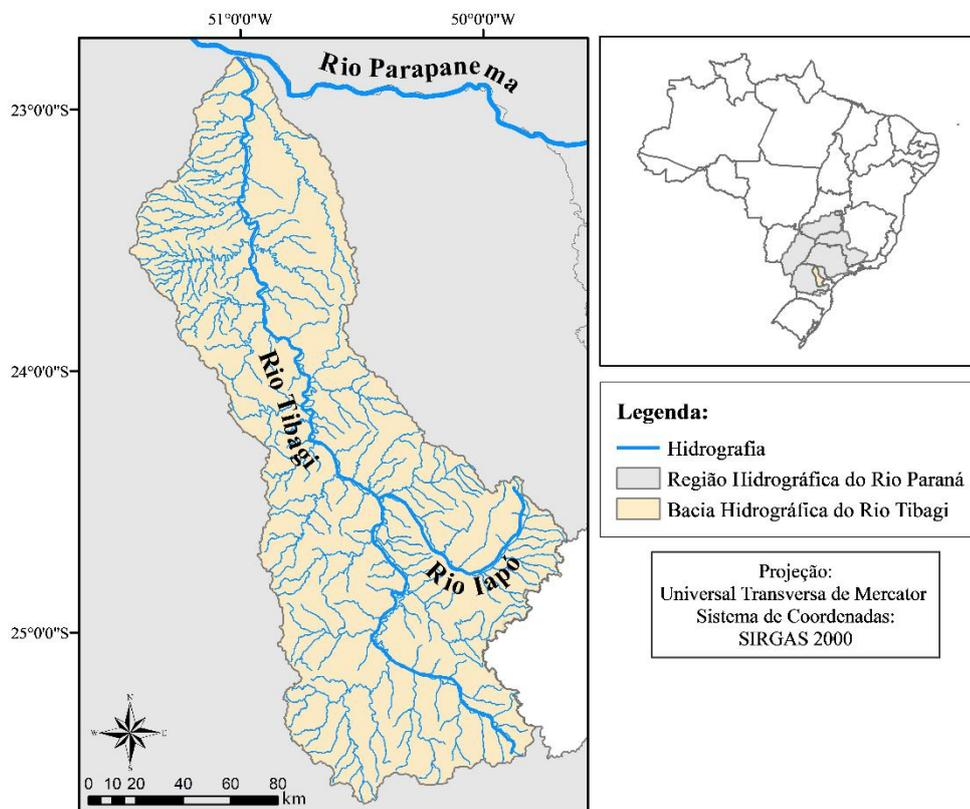 51°0'0"W 50°0'0"W
Rio Parapanema
23°0'0"S
24°0'0"S
Rio Tibagi
Rio Iapó
25°0'0"S
N
W E
S
0 10 20 40 60 80
km
Legenda:
Hidrografia
Região Hidrográfica do Rio Paraná
Bacia Hidrográfica do Rio Tibagi
Projeção:
Universal Transversa de Mercator
Sistema de Coordenadas:
SIRGAS 2000